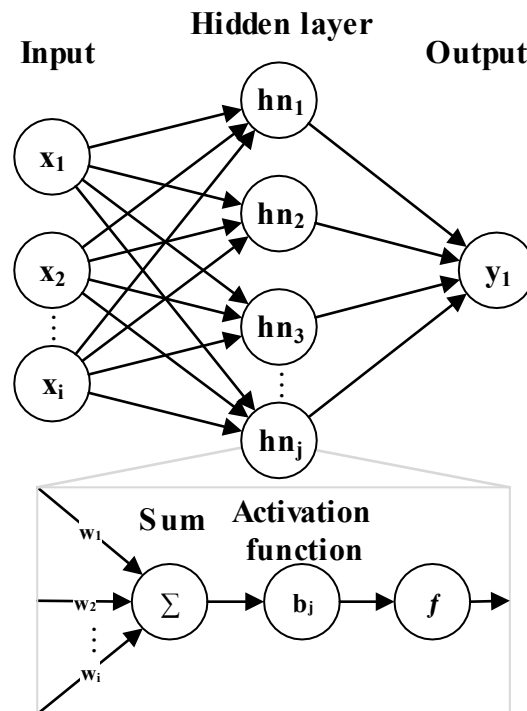 Hidden layer
Input
Output
hn₁
x₁
hn₂
x₂
y₁
hn₃
xᵢ
hnⱼ
Sum
Activation
function
w₁
w₂
wᵢ
Σ
bⱼ
f